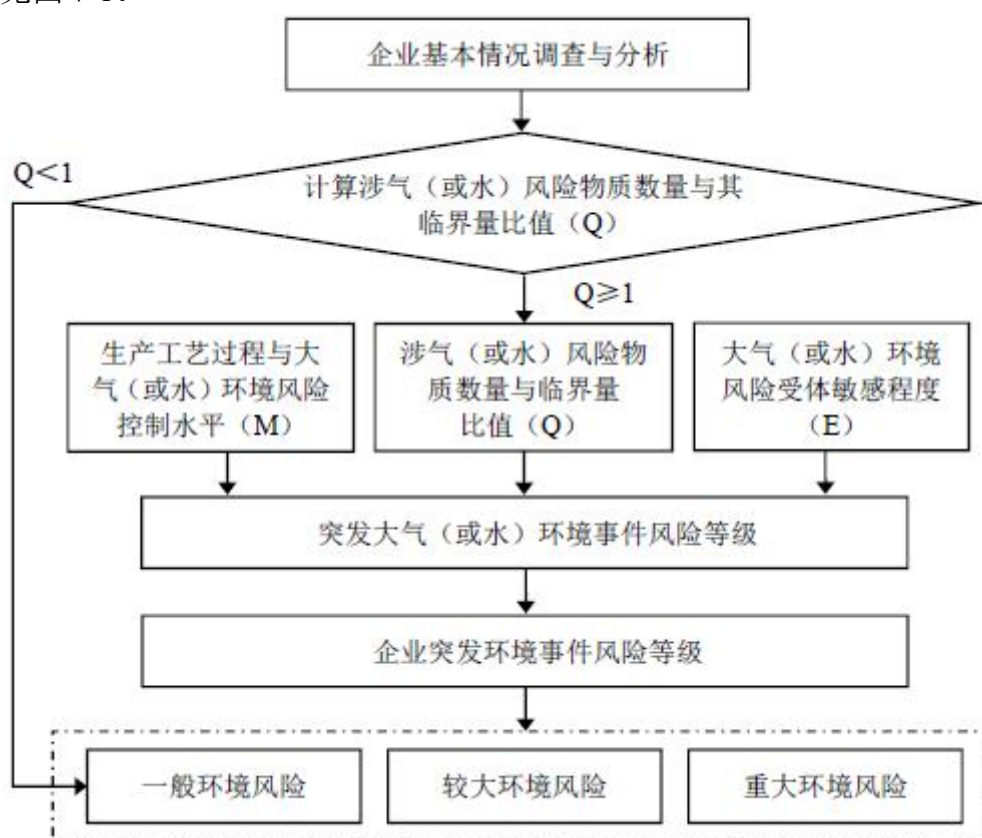 企业基本情况调查与分析
Q<1
计算涉气（或水）风险物质数量与其
临界量比值（Q）
Q≥1
生产工艺过程与大
气（或水）环境风险
控制水平（M）
涉气（或水）风险物
质数量与临界量
比值（Q）
大气（或水）环境
风险受体敏感程度
（E）
突发大气（或水）环境事件风险等级
企业突发环境事件风险等级
一般环境风险
较大环境风险
重大环境风险